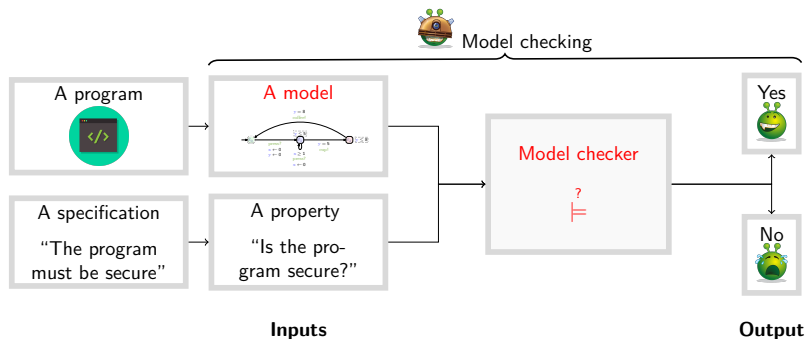 Model checking
A program
</>
A model
Yes
Model checker
?
⊨
A specification
“The program
must be secure”
A property
“Is the pro-
gram secure?”
No
Inputs
Output